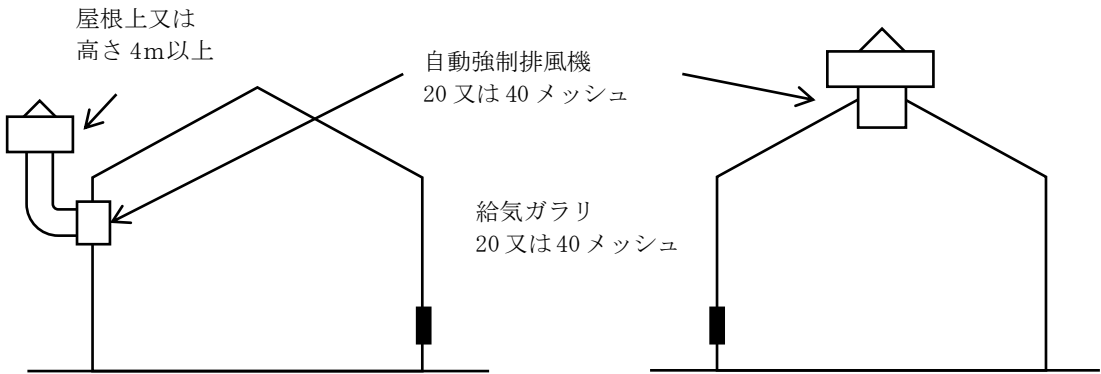 屋根上又は
高さ 4m以上
自動強制排風機
20 又は 40 メッシュ
給気ガラリ
20 又は 40 メッシュ